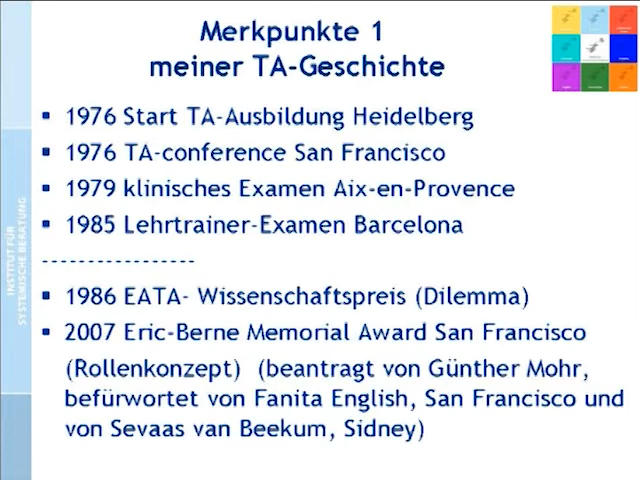 Merkpunkte 1
meiner TA-Geschichte
1976 Start TA-Ausbildung Heidelberg
1976 TA-conference San Francisco
1979 klinisches Examen Aix-en-Provence
1985 Lehrtrainer-Examen Barcelona
-----------------
1986 EATA- Wissenschaftspreis (Dilemma)
2007 Eric-Berne Memorial Award San Francisco
(Rollenkonzept) (beantragt von Günther Mohr,
befürwortet von Fanita English, San Francisco und
von Sevaas van Beekum, Sidney)
INSTITUT FÜR
SYSTEMISCHE BERATUNG